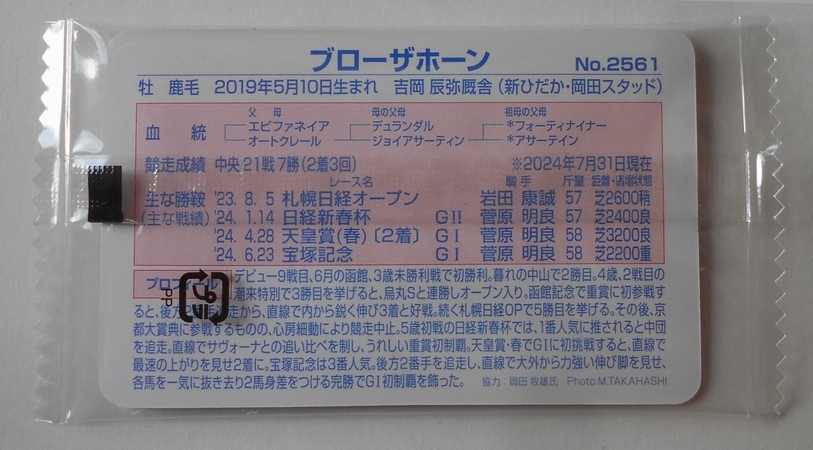 ブローザホーン No.2561
牡 鹿毛 2019年5月10日生まれ 吉岡 辰弥厩舎(新ひだか・岡田スタッド)
父 母 母の父母 祖母の父母
血統 エピファネイア デュランダル *フォーティナイナー
オートクレール ジョイアサーティン *アサーテイン
競走成績 中央21戦7勝(2着3回) ※2024年7月31日現在
レース名 騎手 斤量 距離・馬場状態
主な勝鞍 '23. 8. 5 札幌日経オープン 岩田 康誠 57 芝2600稍
(主な戦績) '24. 1.14 日経新春杯 GⅡ 菅原 明良 57 芝2400良
'24. 4.28 天皇賞(春)〔2着〕 GⅠ 菅原 明良 58 芝3200良
'24. 6.23 宝塚記念 GⅠ 菅原 明良 58 芝2200重
プロフィール デビュー9戦目、6月の函館、3歳未勝利戦で初勝利。暮れの中山で2勝目。4歳、2戦目の
潮来特別で3勝目を挙げると、烏丸Sと連勝しオープン入り。函館記念で重賞に初参戦す
ると、後方2 から、直線で内から鋭く伸び3着と好戦。続く札幌日経OPで5勝目を挙げる。その後、京
都大賞典に参戦するものの、心房細動により競走中止。5歳初戦の日経新春杯では、1番人気に推されると中団
を追走。直線でサヴォーナとの追い比べを制し、うれしい重賞初制覇。天皇賞・春でGⅠに初挑戦すると、直線で
最速の上がりを見せ2着に。宝塚記念は3番人気。後方2番手を追走し、直線で大外から力強い伸び脚を見せ、
各馬を一気に抜き去り2馬身差をつける完勝でGⅠ初制覇を飾った。 協力:岡田 牧雄氏 Photo:M.TAKAHASHI
プラ
PP